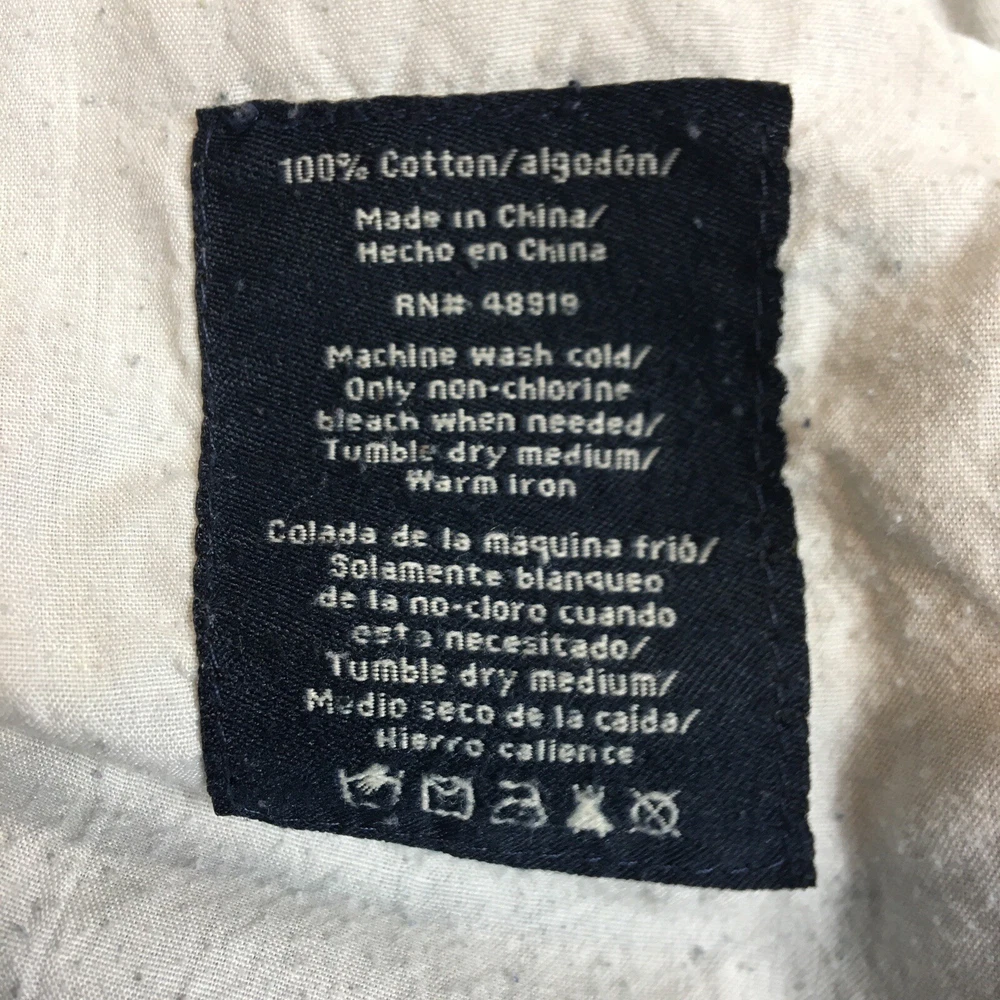 100% Cotton/algodón/
Made in China/
Hecho en China
RN# 48919
Machine wash cold/
Only non-chlorine
bleach when needed/
Tumble dry medium/
Warm iron
Colada de la maquina frió/
Solamente blanqueo
de la no-cloro cuando
esta necesitado/
Tumble dry medium/
Medio seco de la caída/
Hierro caliente